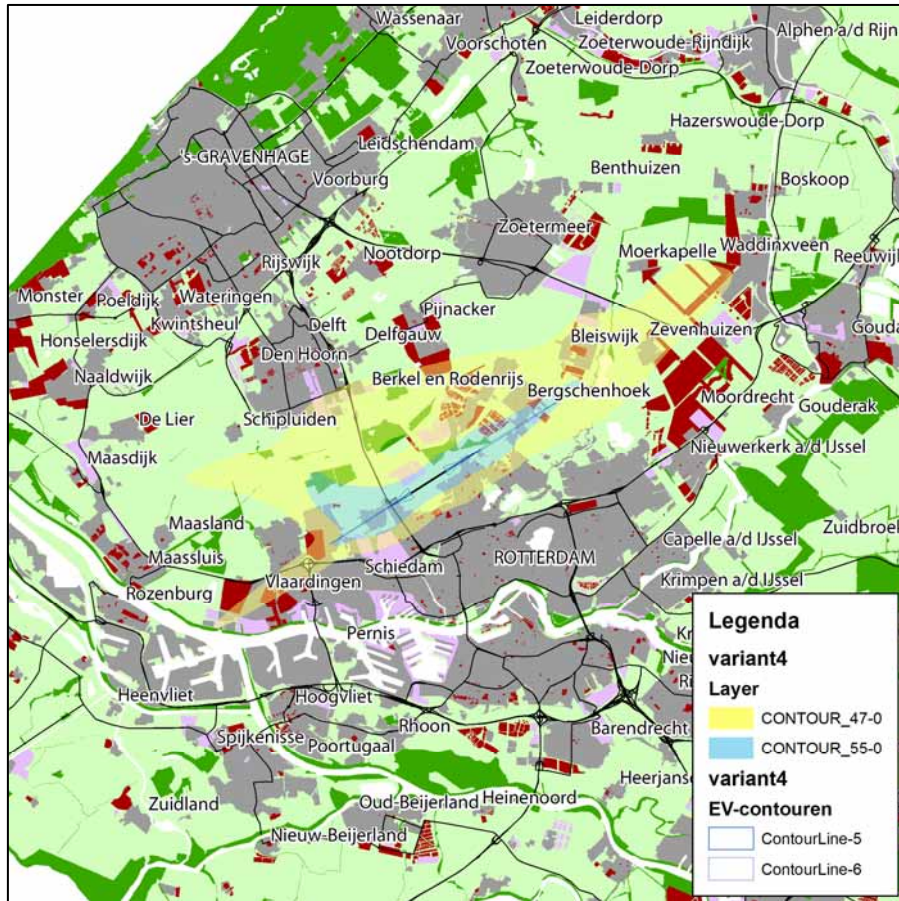 Wassenaar
Leiderdorp
Alphen a/d Rijn
Voorschoten
Zoeterwoude-Rijndijk
Zoeterwoude-Dorp
Hazerswoude-Dorp
's-GRAVENHAGE
Leidschendam
Benthuizen
Boskoop
Voorburg
Zoetermeer
Waddinxveen
Nootdorp
Moerkapelle
Reeuwijk
Rijswijk
Monster
Poeldijk
Wateringen
Pijnacker
Kwintsheul
Delft
Delfgauw
Bleiswijk
Zevenhuizen
Gouda
Honselersdijk
Den Hoorn
Naaldwijk
Berkel en Rodenrijs
Bergschenhoek
Moordrecht
Gouderak
De Lier
Schipluiden
Nieuwerkerk a/d IJssel
Maasdijk
Maasland
Zuidbroek
Maassluis
Schiedam
ROTTERDAM
Capelle a/d IJssel
Rozenburg
Vlaardingen
Krimpen a/d IJssel
Pernis
Kr
Nieu
Ri
Heenvliet
Hoogvliet
Rhoon
Barendrecht
Spijkenisse
Poortugaal
Heerjans
Zuidland
Oud-Beijerland
Heinenoord
Nieuw-Beijerland
Legenda
variant4
Layer
CONTOUR_47-0
CONTOUR_55-0
variant4
EV-contouren
ContourLine-5
ContourLine-6